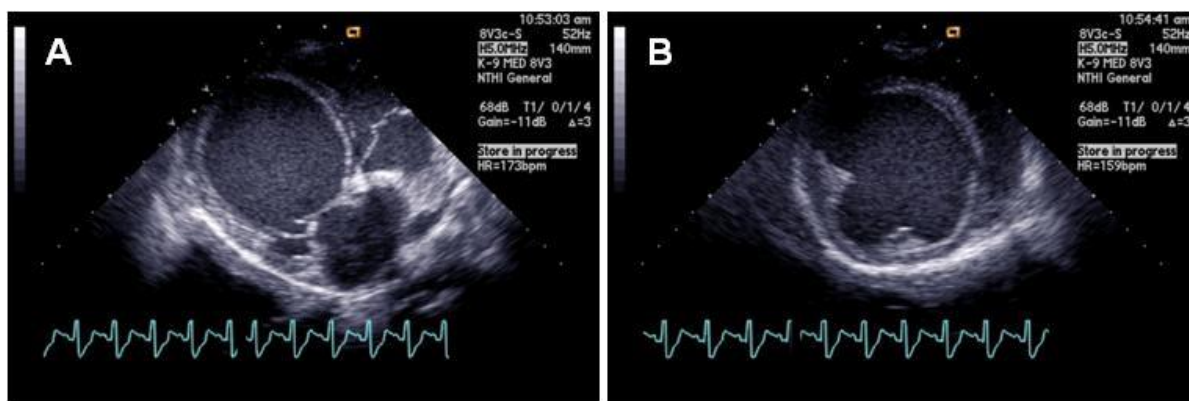 A
10:53:03 am
8V3c-S 52Hz
H5.0MHz 140mm
K-9 MED 8V3
NTHI General
68dB T1/ 0/1/4
Gain=-11dB Δ=3
Store in progress
HR=173bpm
B
10:54:41 am
8V3c-S 52Hz
H5.0MHz 140mm
K-9 MED 8V3
NTHI General
68dB T1/ 0/1/4
Gain=-11dB Δ=3
Store in progress
HR=159bpm